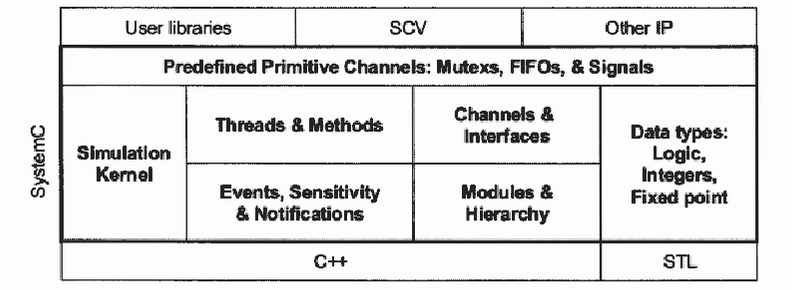 User libraries
SCV
Other IP
Predefined Primitive Channels: Mutexs, FIFOs, & Signals
SystemC
Simulation
Kernel
Threads & Methods
Channels &
Interfaces
Events, Sensitivity
& Notifications
Modules &
Hierarchy
Data types:
Logic,
Integers,
Fixed point
C++
STL